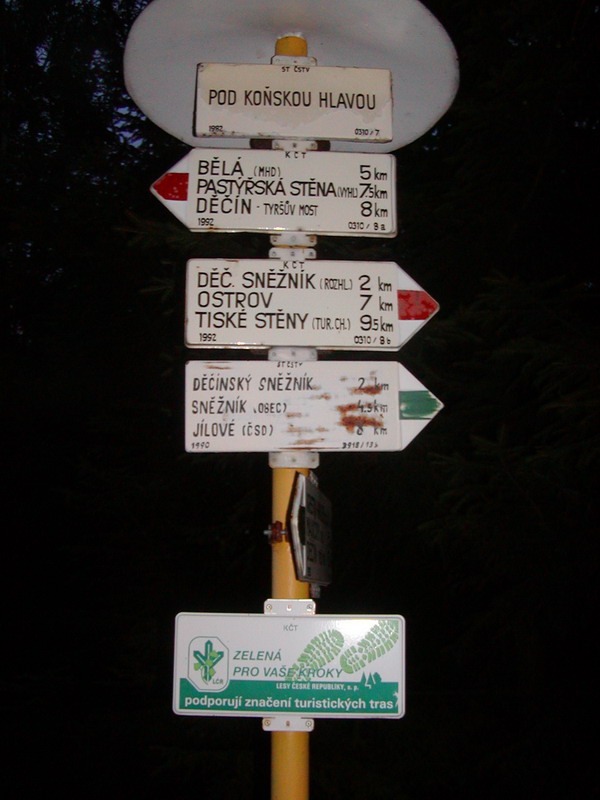 ST ČSTV
POD KOŇSKOU HLAVOU
1992 0310/7
KČT
BĚLÁ (MHD) 5 km
PASTÝŘSKÁ STĚNA (VYHL) 7.5 km
DĚČÍN - TYRŠŮV MOST 8 km
1992 0310/9a
KČT
DĚČ. SNĚŽNÍK (ROZHL.) 2 km
OSTROV 7 km
TISKÉ STĚNY (TUR.CH.) 9.5 km
1992 0310/9b
ST ČSTV
DĚČÍNSKÝ SNĚŽNÍK 2 km
SNĚŽNÍK (OBEC) 4.5 km
JÍLOVÉ (ČSD) 8 km
1990
KČT
ZELENÁ
PRO VAŠE KROKY
LČR
LESY ČESKÉ REPUBLIKY, s. p.
podporují značení turistických tras